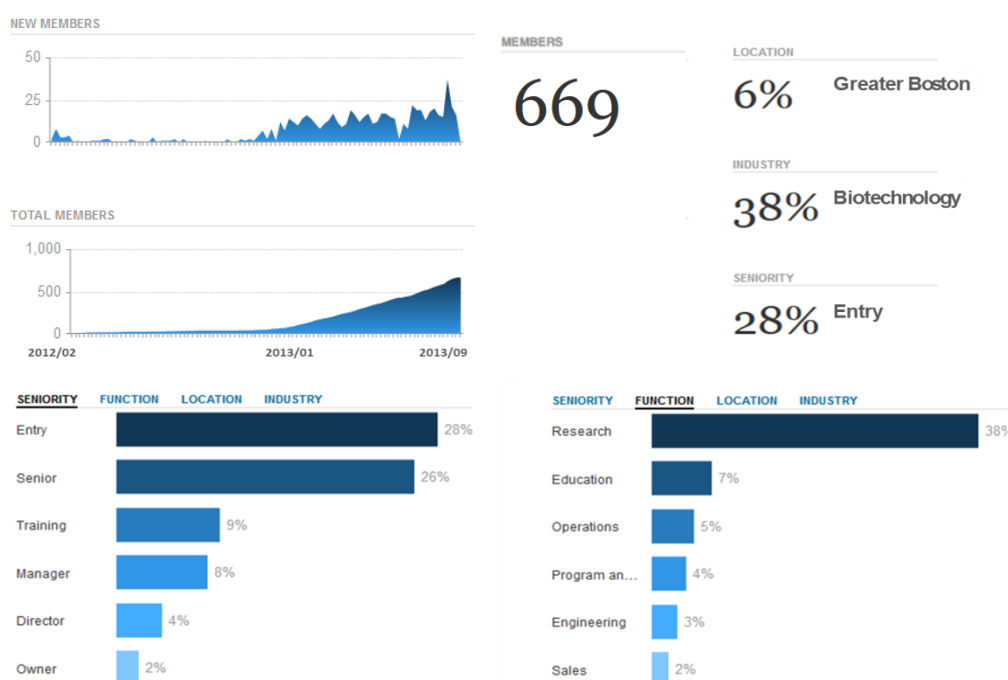 NEW MEMBERS
50
25
0
MEMBERS
669
LOCATION
6% Greater Boston
INDUSTRY
38% Biotechnology
SENIORITY
28% Entry
TOTAL MEMBERS
1,000
500
0
2012/02 2013/01 2013/09
SENIORITY FUNCTION LOCATION INDUSTRY
Entry 28%
Senior 26%
Training 9%
Manager 8%
Director 4%
Owner 2%
SENIORITY FUNCTION LOCATION INDUSTRY
Research 38%
Education 7%
Operations 5%
Program an... 4%
Engineering 3%
Sales 2%